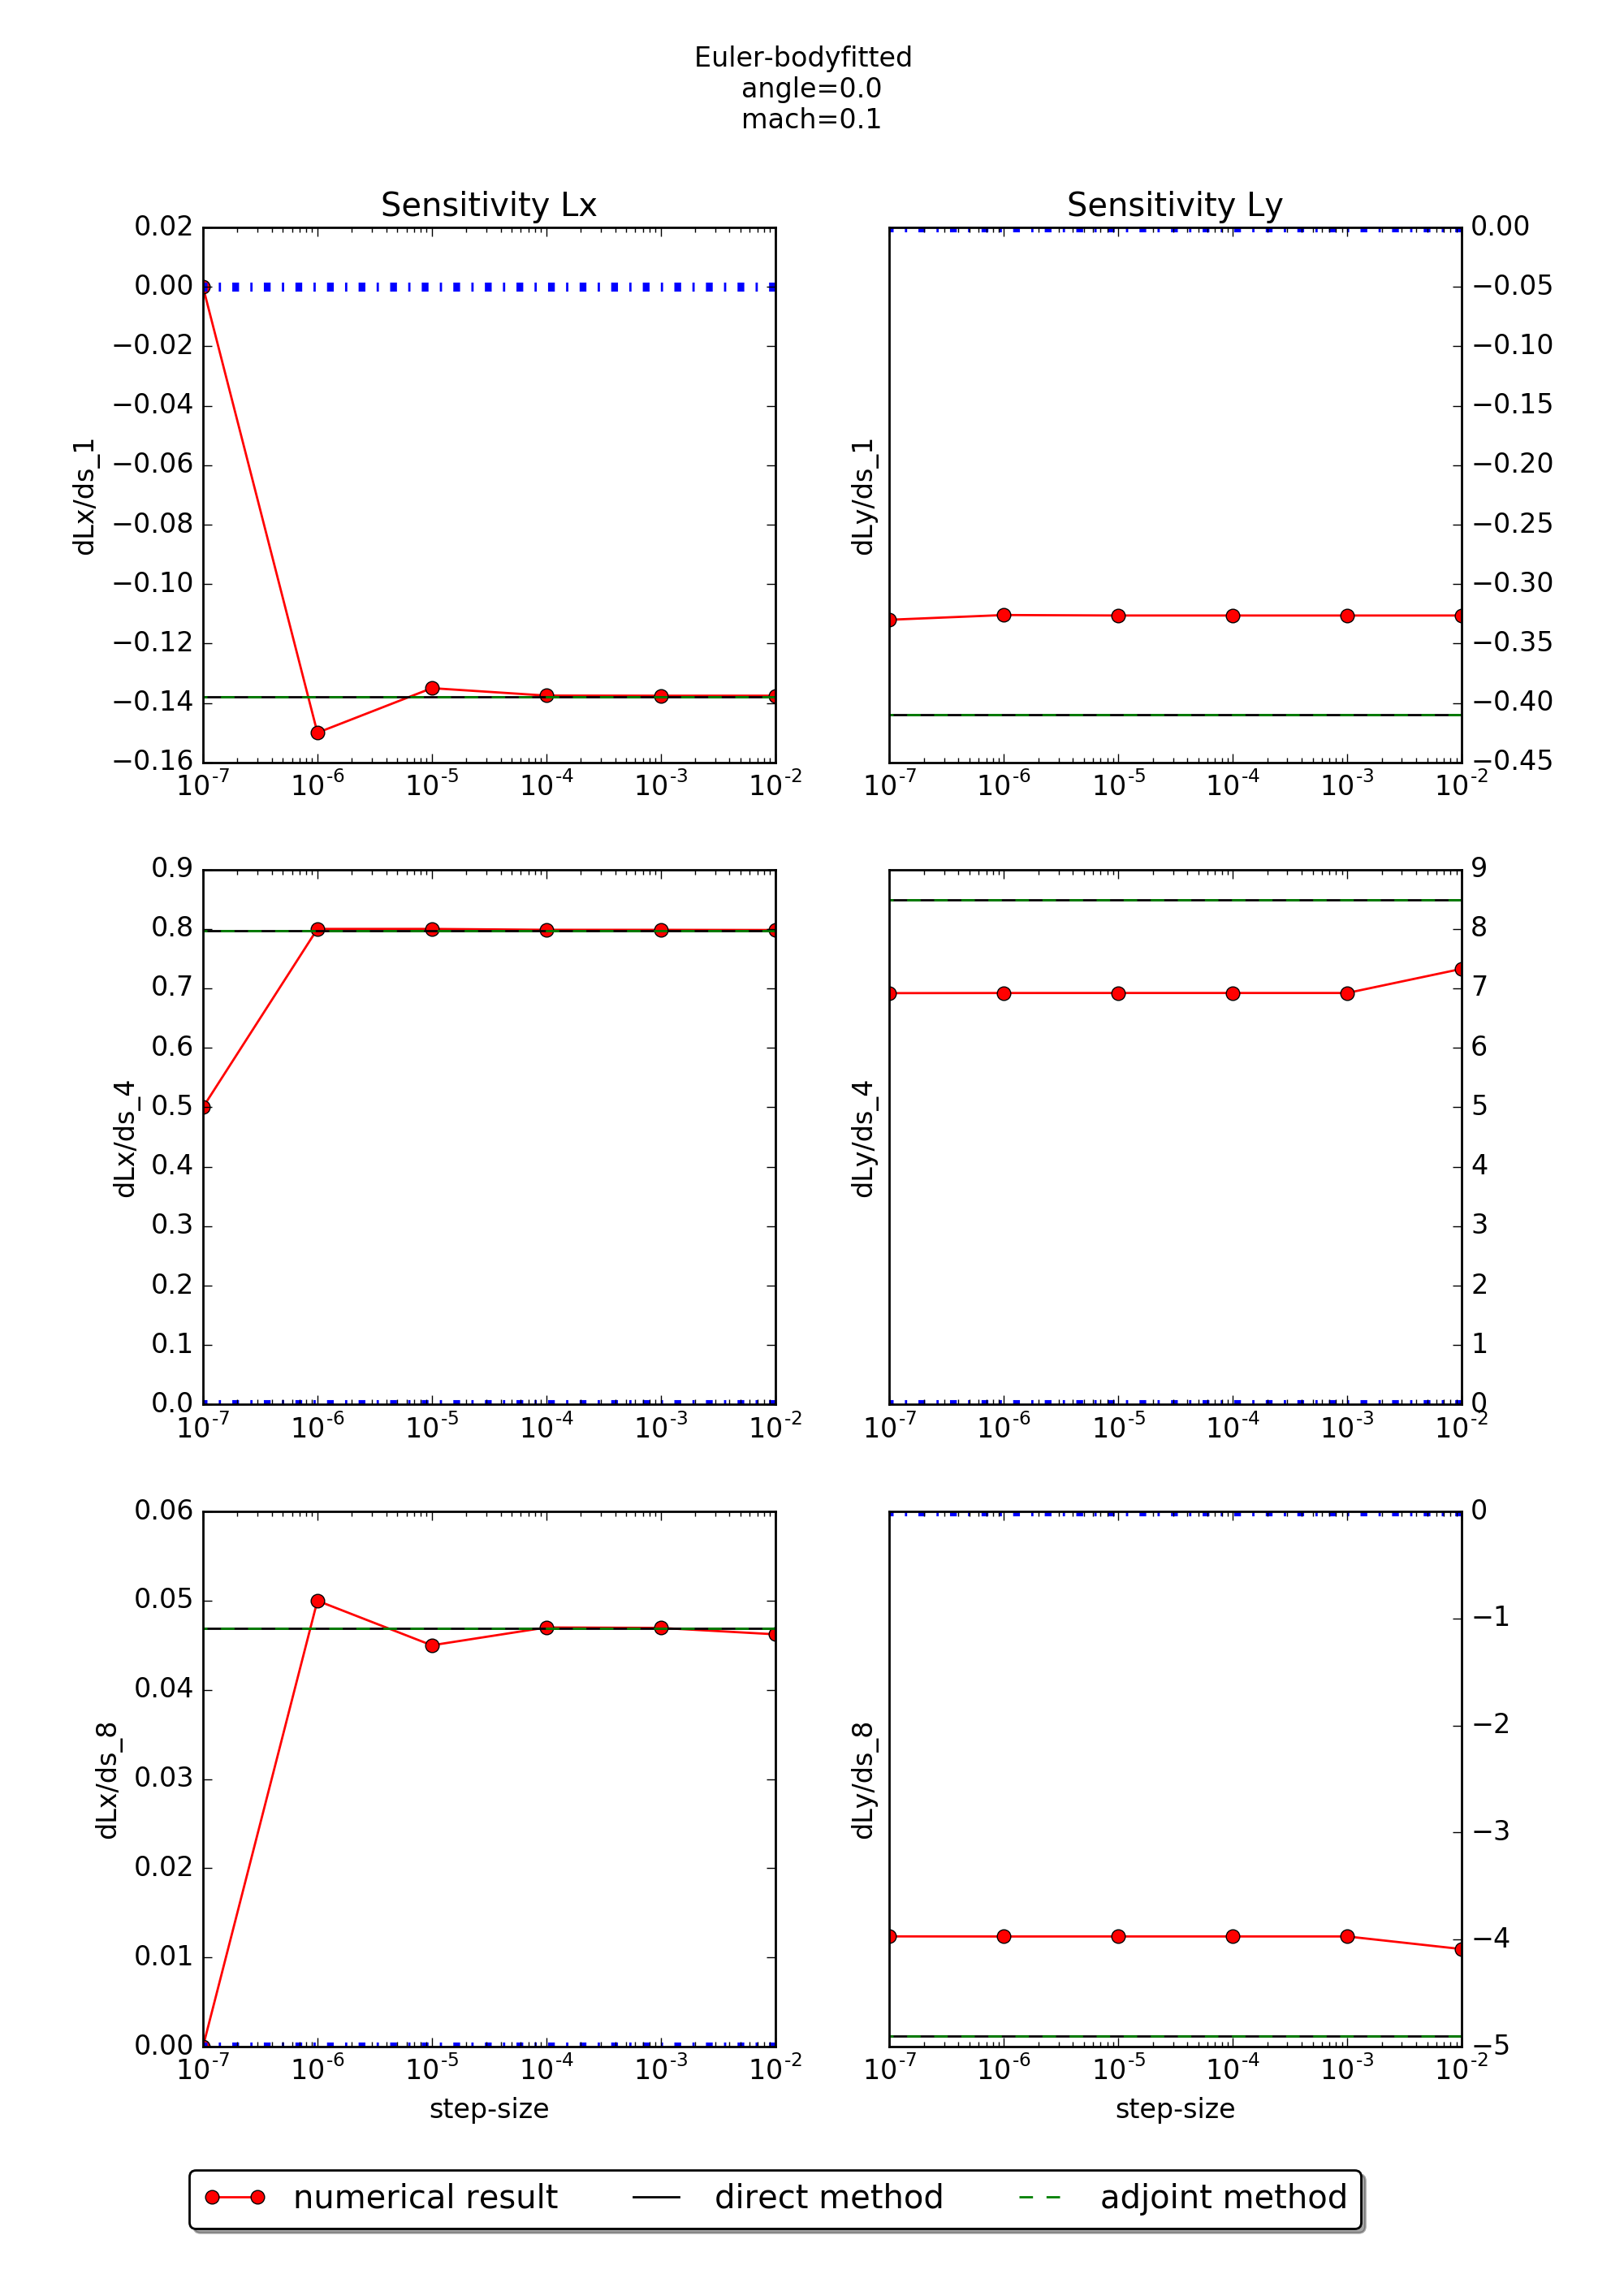 Euler-bodyfitted
angle=0.0
mach=0.1
Sensitivity Lx
0.02
0.00
−0.02
−0.04
−0.06
−0.08
−0.10
−0.12
−0.14
−0.16
dLx/ds_1
10-7 10-6 10-5 10-4 10-3 10-2
Sensitivity Ly
0.00
−0.05
−0.10
−0.15
−0.20
−0.25
−0.30
−0.35
−0.40
−0.45
dLy/ds_1
10-7 10-6 10-5 10-4 10-3 10-2
0.9
0.8
0.7
0.6
0.5
0.4
0.3
0.2
0.1
0.0
dLx/ds_4
10-7 10-6 10-5 10-4 10-3 10-2
9
8
7
6
5
4
3
2
1
0
dLy/ds_4
10-7 10-6 10-5 10-4 10-3 10-2
0.06
0.05
0.04
0.03
0.02
0.01
0.00
dLx/ds_8
10-7 10-6 10-5 10-4 10-3 10-2
step-size
0
−1
−2
−3
−4
−5
dLy/ds_8
10-7 10-6 10-5 10-4 10-3 10-2
step-size
numerical result direct method adjoint method